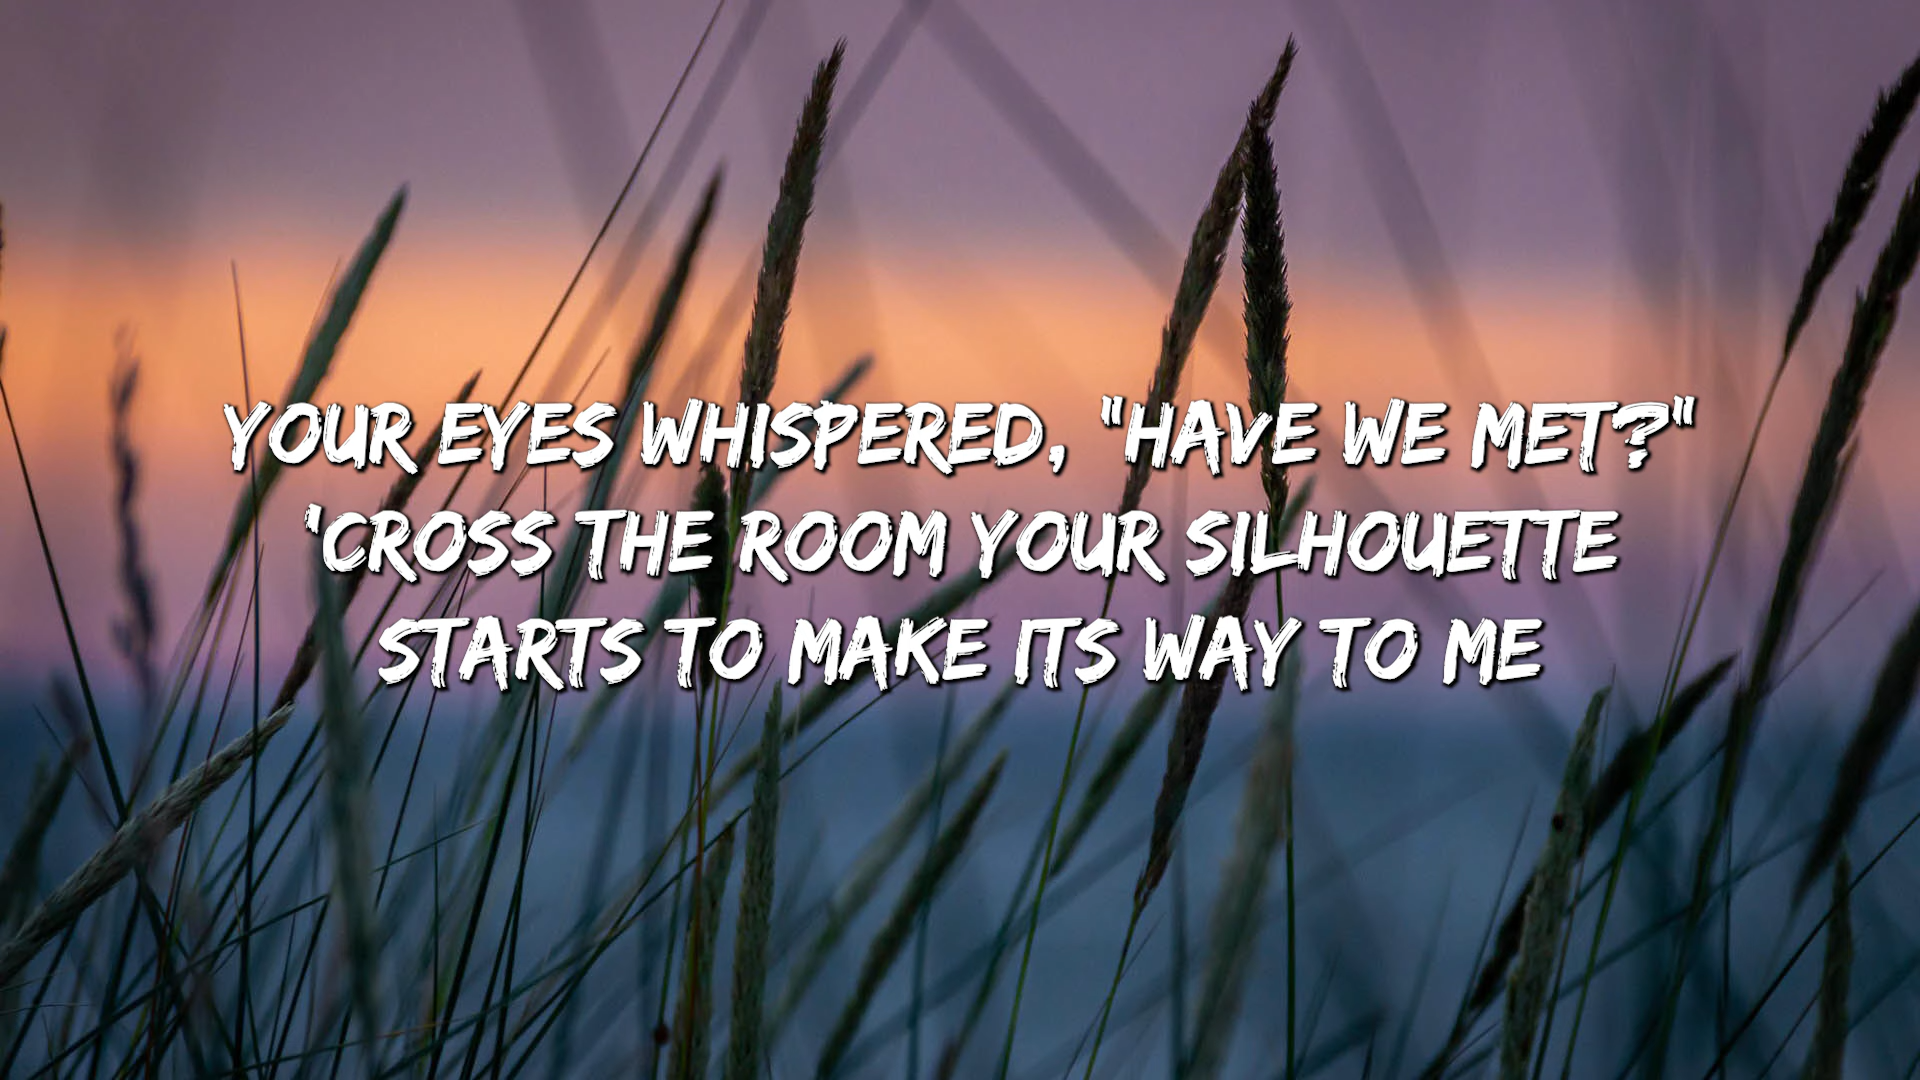 YOUR EYES WHISPERED, "HAVE WE MET?"
'CROSS THE ROOM YOUR SILHOUETTE
STARTS TO MAKE ITS WAY TO ME